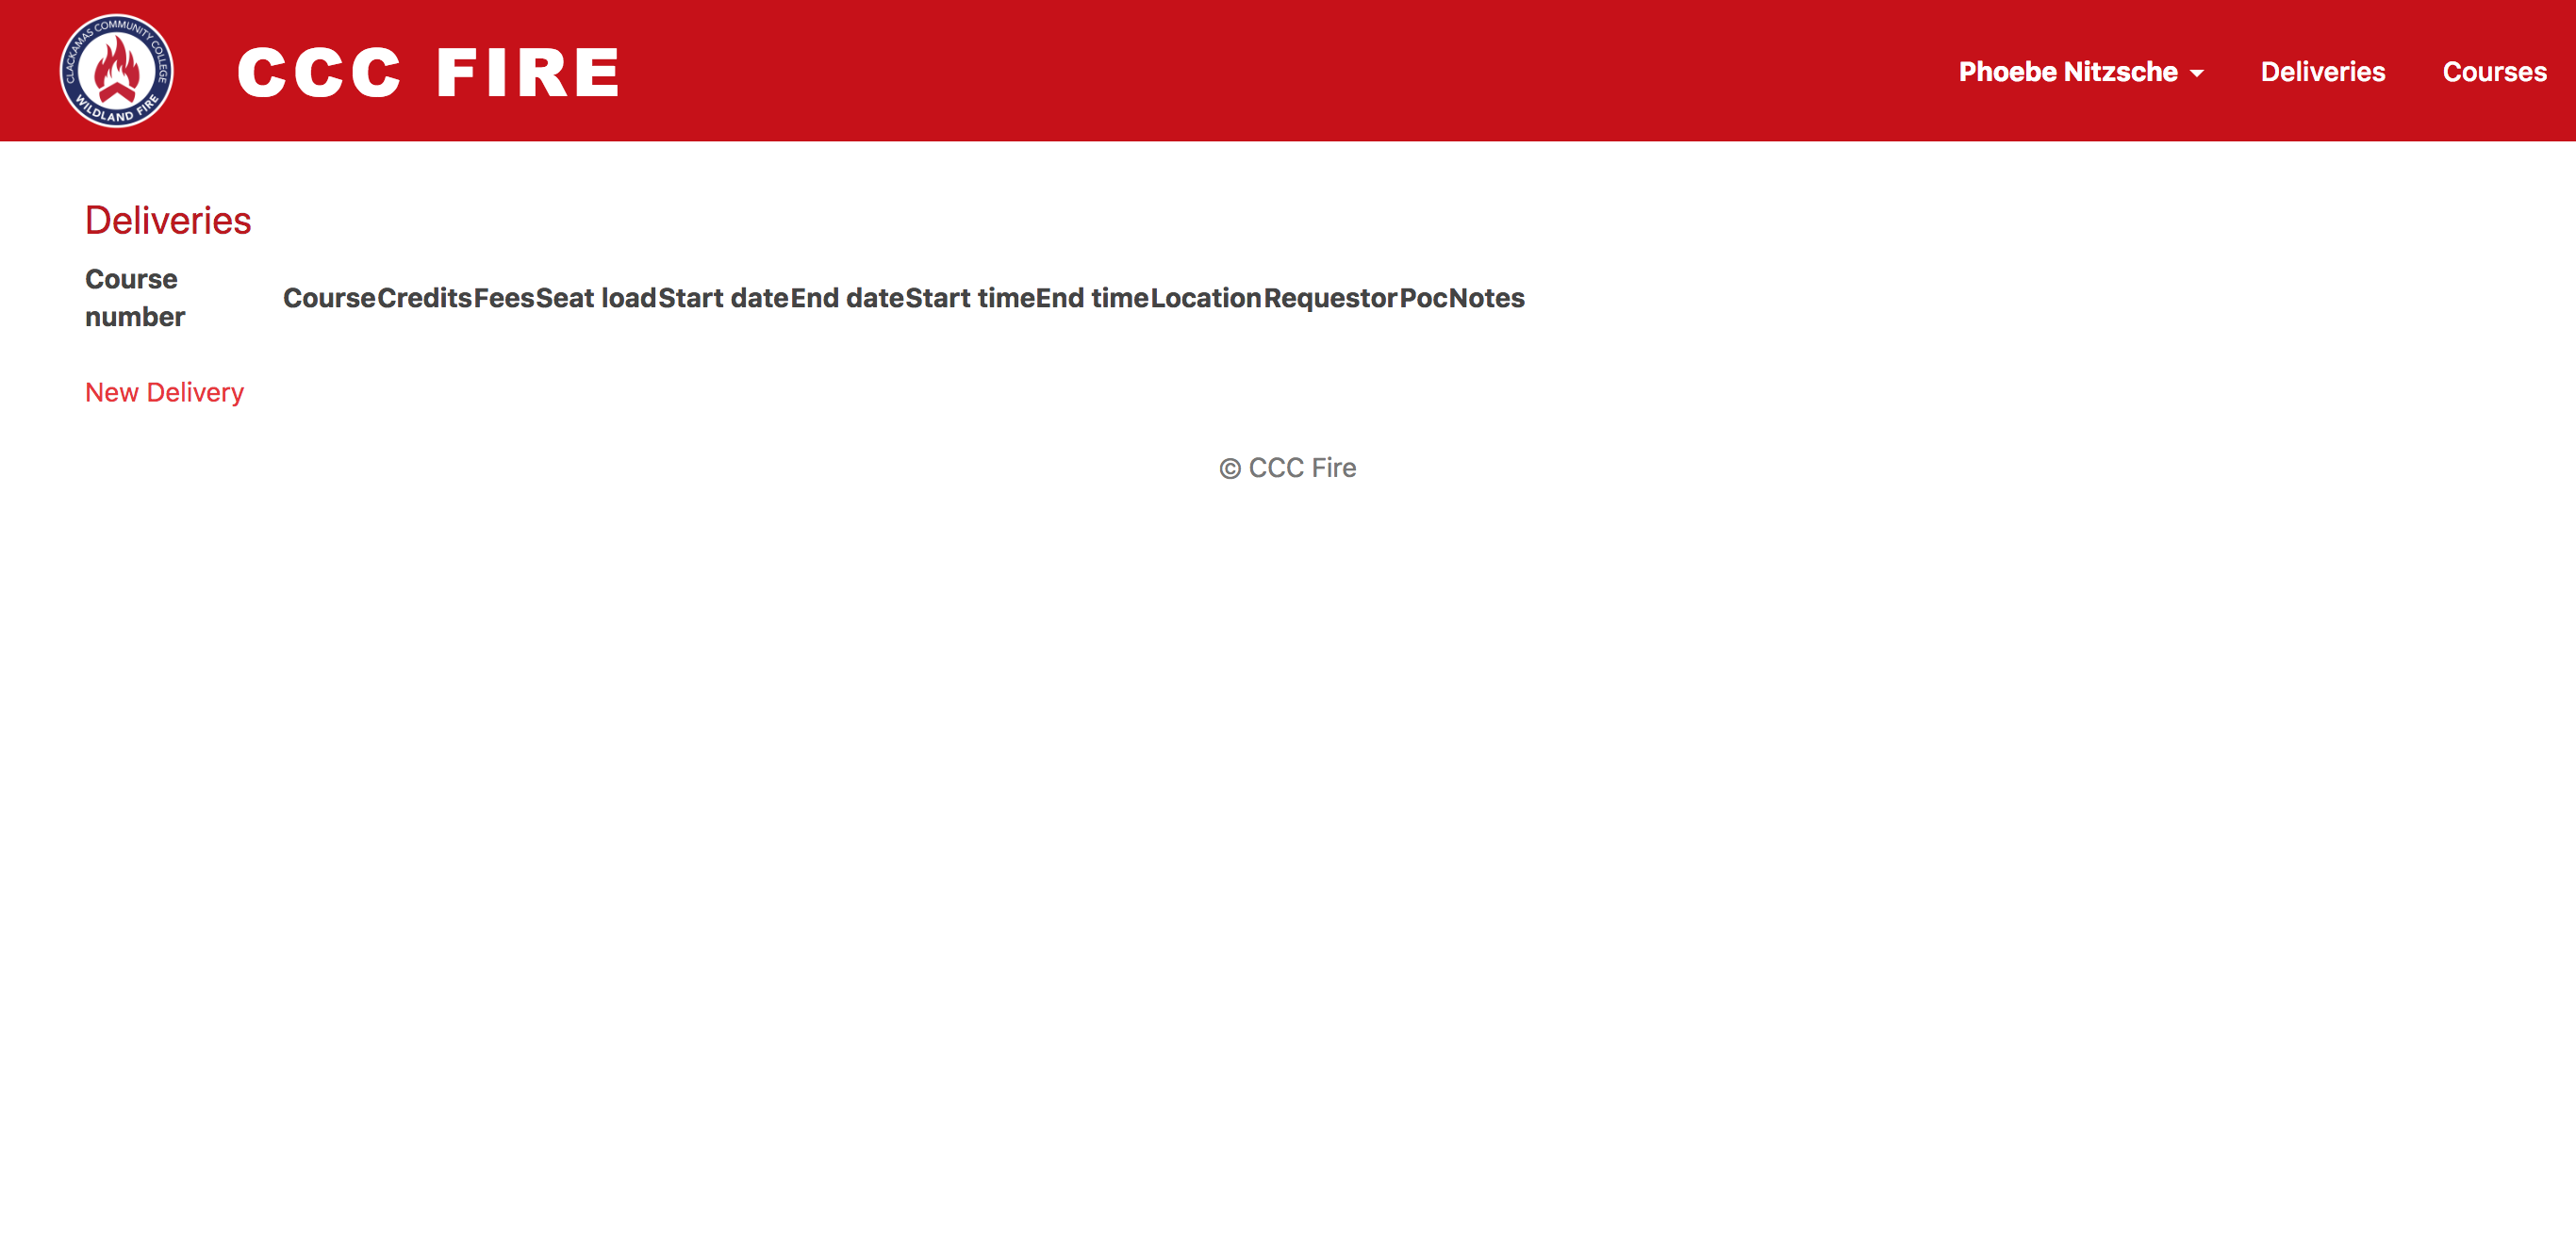 CLACKAMAS COMMUNITY COLLEGE
WILDLAND FIRE
CCC FIRE
Phoebe Nitzsche
Deliveries
Courses
Deliveries
Course
number
Course Credits Fees Seat load Start date End date Start time End time Location Requestor Poc Notes
New Delivery
© CCC Fire